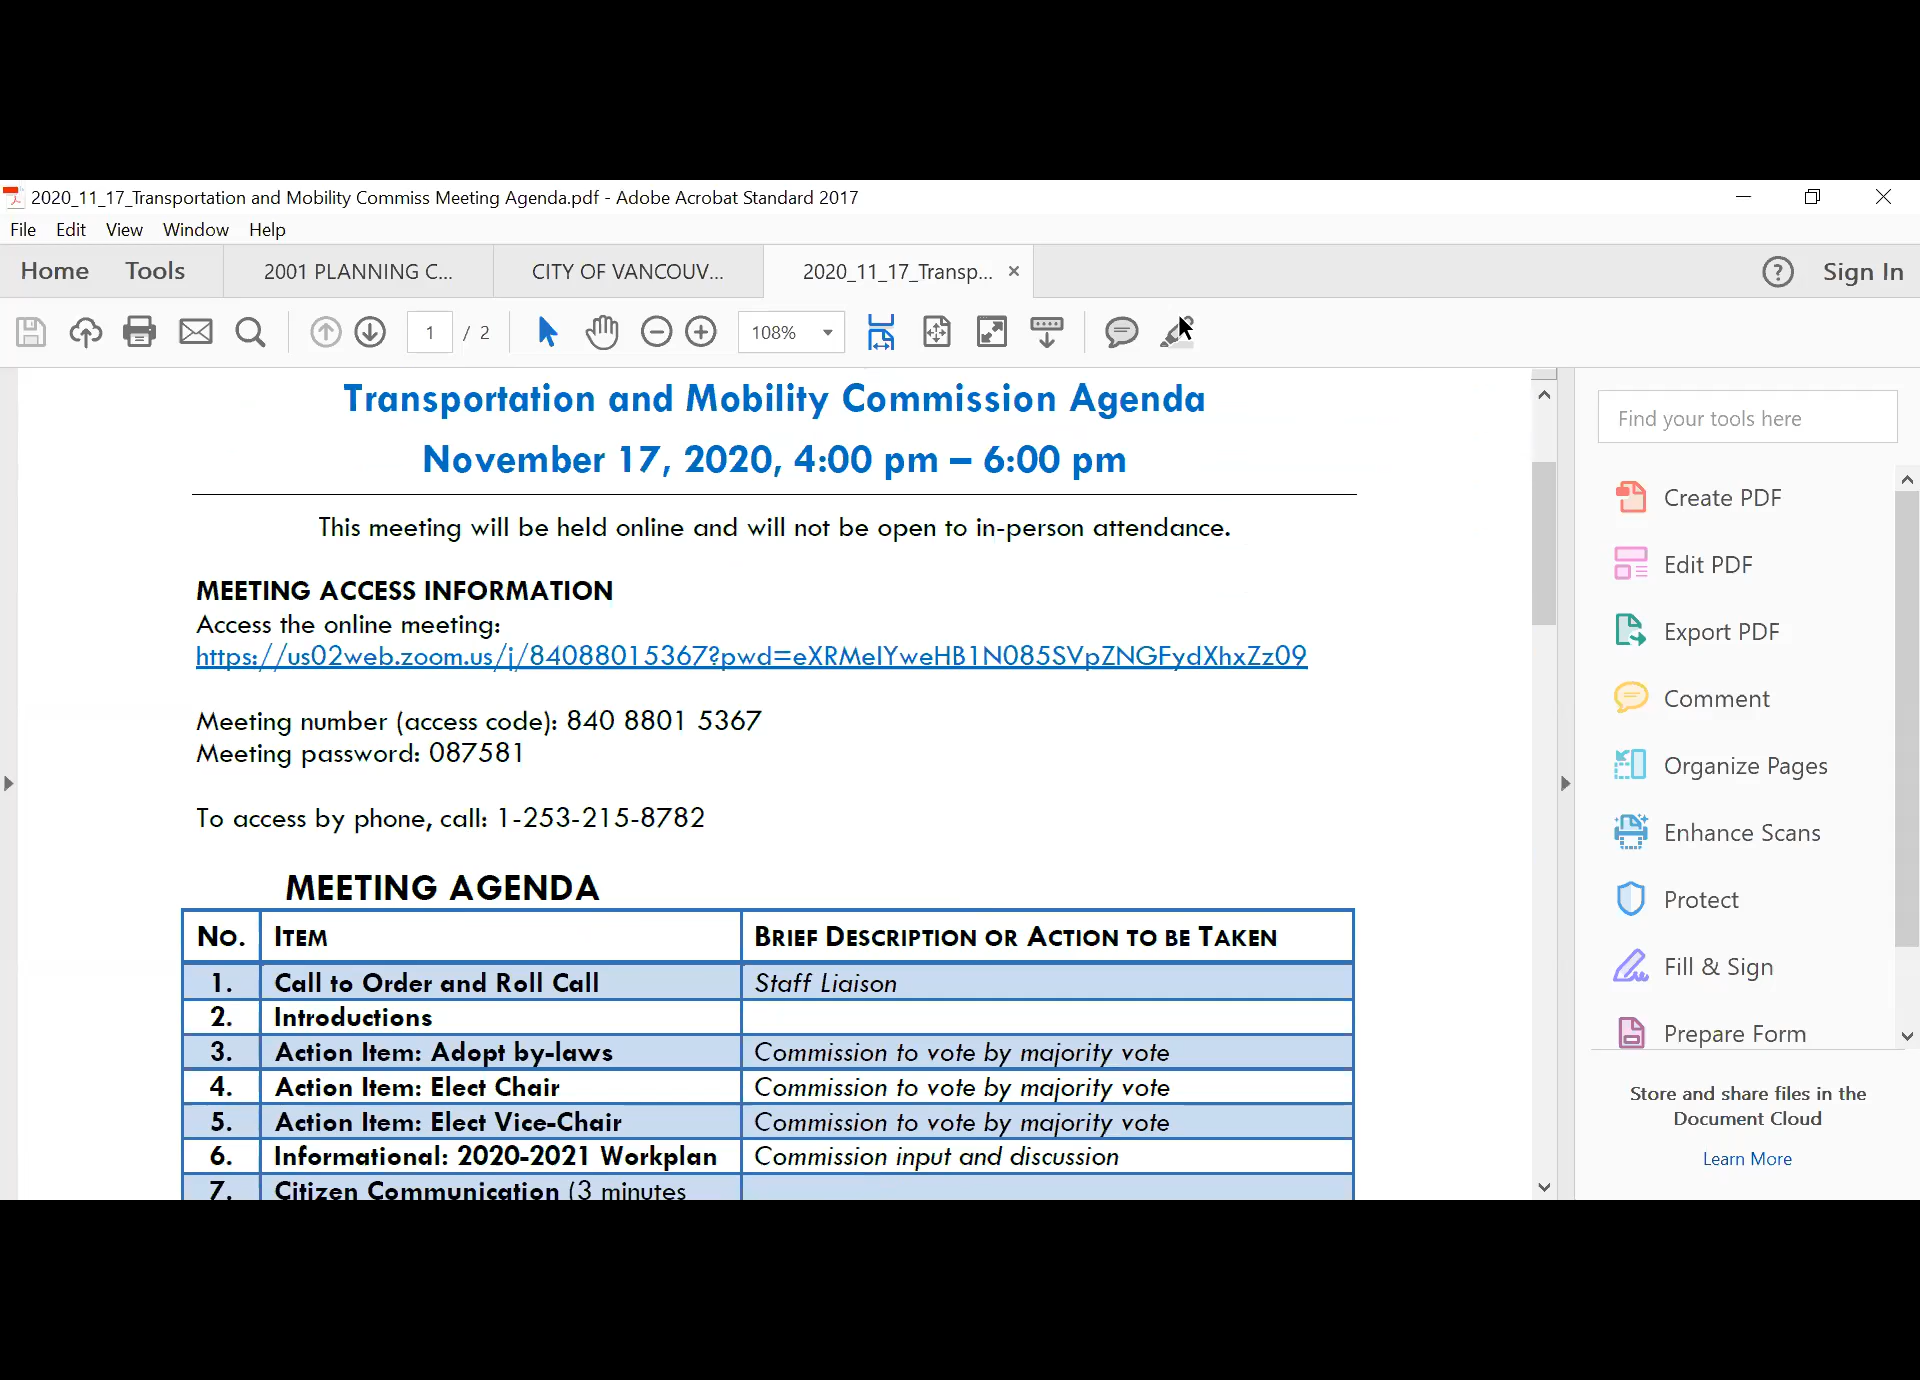 2020_11_17_Transportation and Mobility Commiss Meeting Agenda.pdf - Adobe Acrobat Standard 2017
File Edit View Window Help
Home Tools 2001 PLANNING C... CITY OF VANCOUV... 2020_11_17_Transp... × ? Sign In
1 / 2 108%
Transportation and Mobility Commission Agenda
November 17, 2020, 4:00 pm – 6:00 pm
This meeting will be held online and will not be open to in-person attendance.
MEETING ACCESS INFORMATION
Access the online meeting:
https://us02web.zoom.us/j/84088015367?pwd=eXRMelYweHB1N085SVpZNGFydXhxZz09
Meeting number (access code): 840 8801 5367
Meeting password: 087581
To access by phone, call: 1-253-215-8782
MEETING AGENDA
NO. ITEM BRIEF DESCRIPTION OR ACTION TO BE TAKEN
1. Call to Order and Roll Call Staff Liaison
2. Introductions
3. Action Item: Adopt by-laws Commission to vote by majority vote
4. Action Item: Elect Chair Commission to vote by majority vote
5. Action Item: Elect Vice-Chair Commission to vote by majority vote
6. Informational: 2020-2021 Workplan Commission input and discussion
7. Citizen Communication (3 minutes
Find your tools here
Create PDF
Edit PDF
Export PDF
Comment
Organize Pages
Enhance Scans
Protect
Fill & Sign
Prepare Form
Store and share files in the
Document Cloud
Learn More